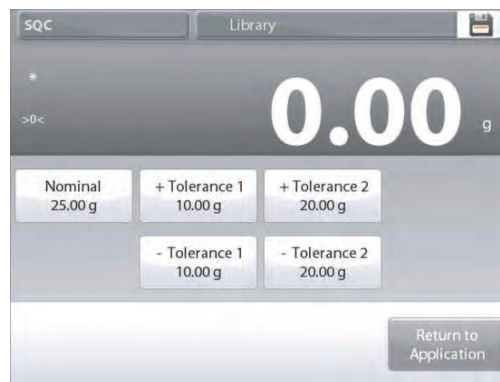 SQC
Library
*
>0<
0.00 g
Nominal
25.00 g
+ Tolerance 1
10.00 g
+ Tolerance 2
20.00 g
- Tolerance 1
10.00 g
- Tolerance 2
20.00 g
Return to
Application